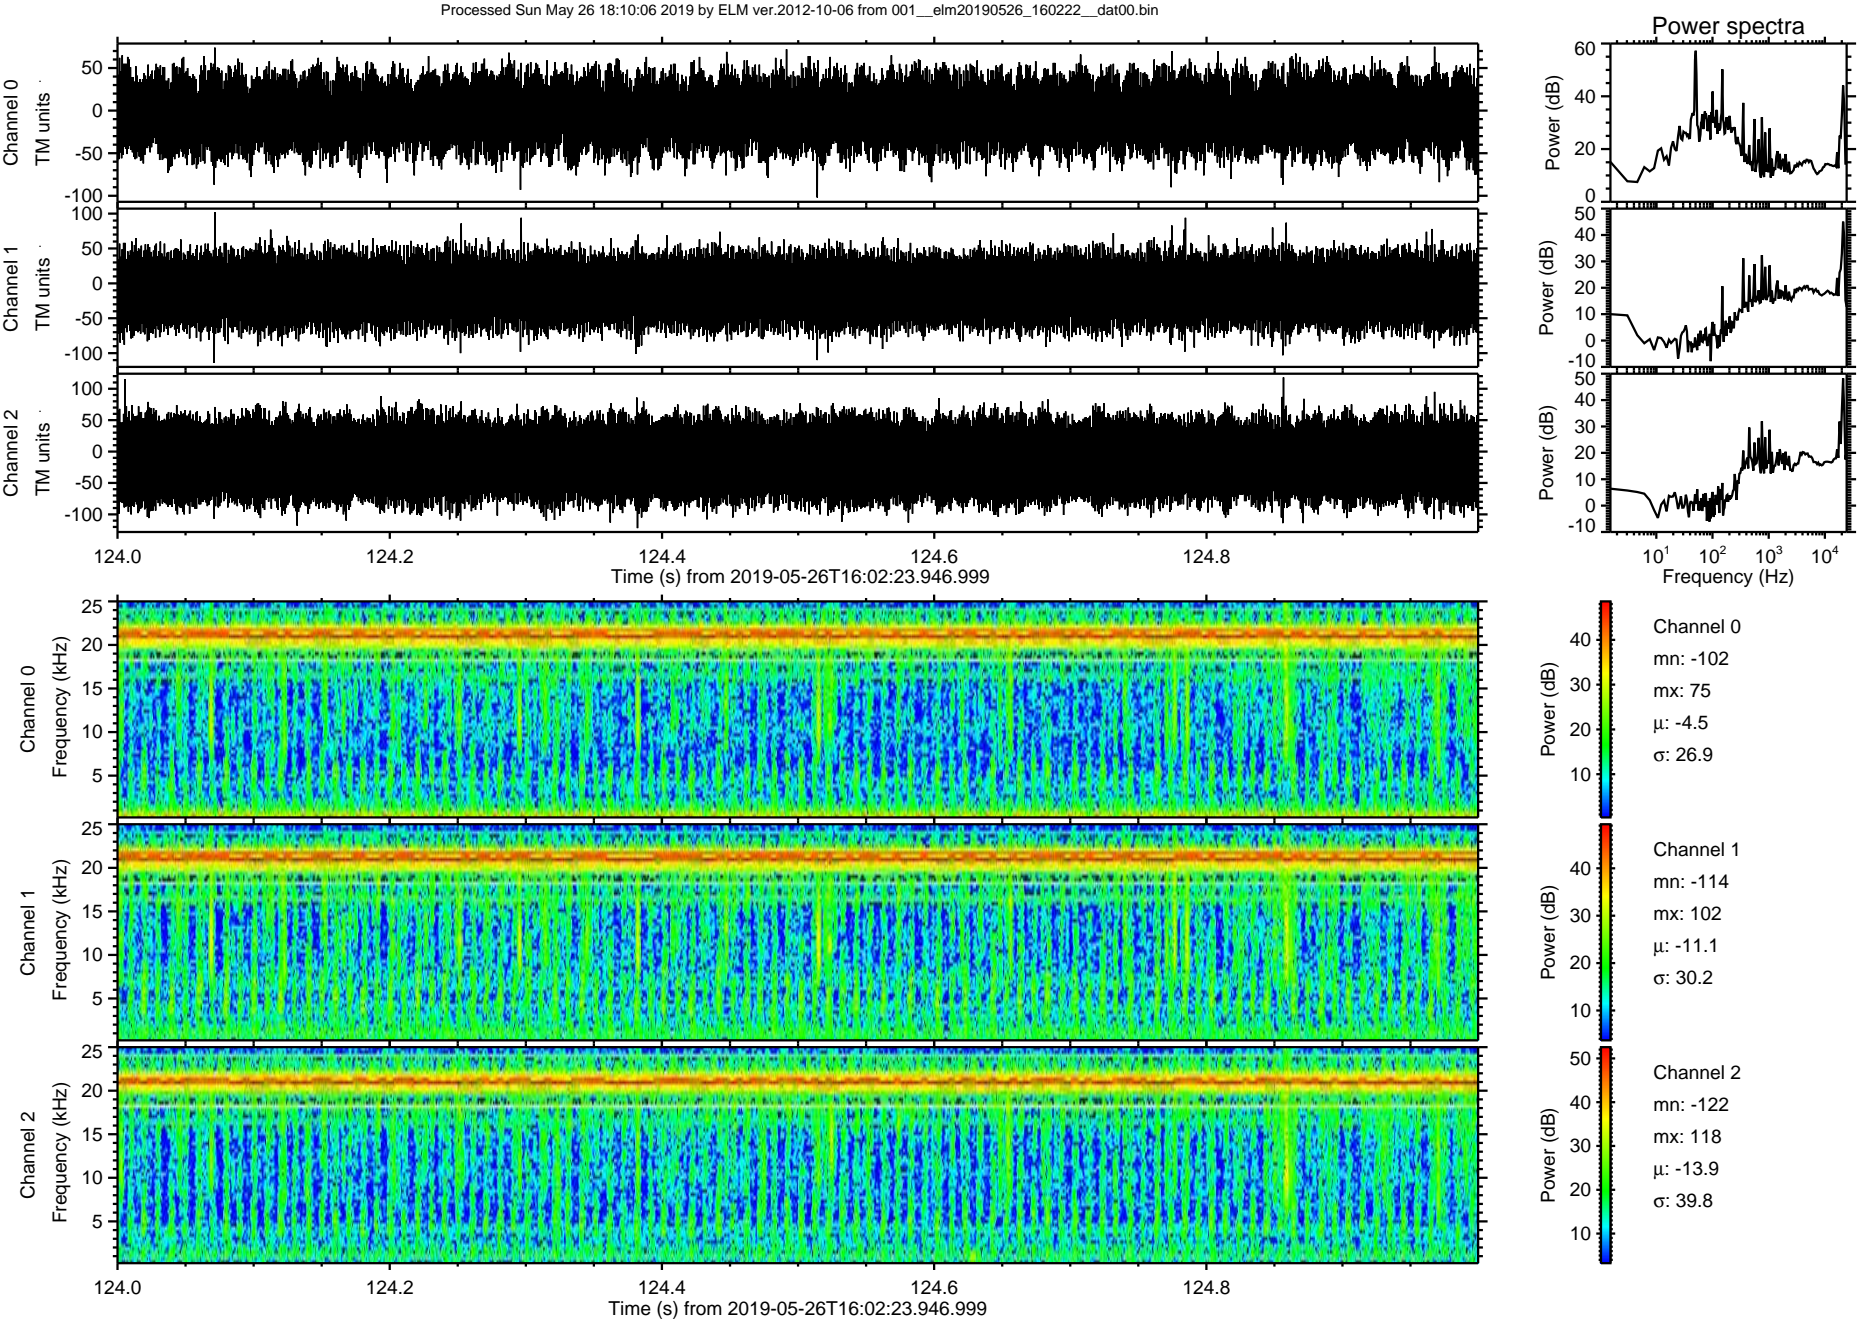 Processed Sun May 26 18:10:06 2019 by ELM ver.2012-10-06 from 001__elm20190526_160222__dat00.bin
Power spectra
Channel 0
TM units
50
0
-50
-100
Power (dB)
60
40
20
0
Channel 1
TM units
100
50
0
-50
-100
Power (dB)
50
40
30
20
10
0
-10
Channel 2
TM units
100
50
0
-50
-100
Power (dB)
50
40
30
20
10
0
-10
124.0 124.2 124.4 124.6 124.8
Time (s) from 2019-05-26T16:02:23.946.999
10^1 10^2 10^3 10^4
Frequency (Hz)
Channel 0
Frequency (kHz)
25
20
15
10
5
Power (dB)
40
30
20
10
Channel 0
mn: -102
mx: 75
μ: -4.5
σ: 26.9
Channel 1
Frequency (kHz)
25
20
15
10
5
Power (dB)
40
30
20
10
Channel 1
mn: -114
mx: 102
μ: -11.1
σ: 30.2
Channel 2
Frequency (kHz)
25
20
15
10
5
Power (dB)
50
40
30
20
10
Channel 2
mn: -122
mx: 118
μ: -13.9
σ: 39.8
124.0 124.2 124.4 124.6 124.8
Time (s) from 2019-05-26T16:02:23.946.999